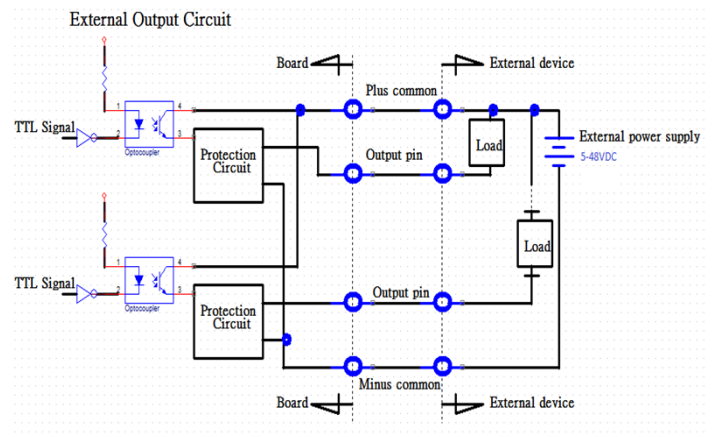 External Output Circuit
Board
External device
Plus common
1
4
TTL Signal
2
3
Optocoupler
Protection
Circuit
Output pin
Load
External power supply
5-48VDC
Load
1
4
TTL Signal
2
3
Optocoupler
Protection
Circuit
Output pin
Minus common
Board
External device